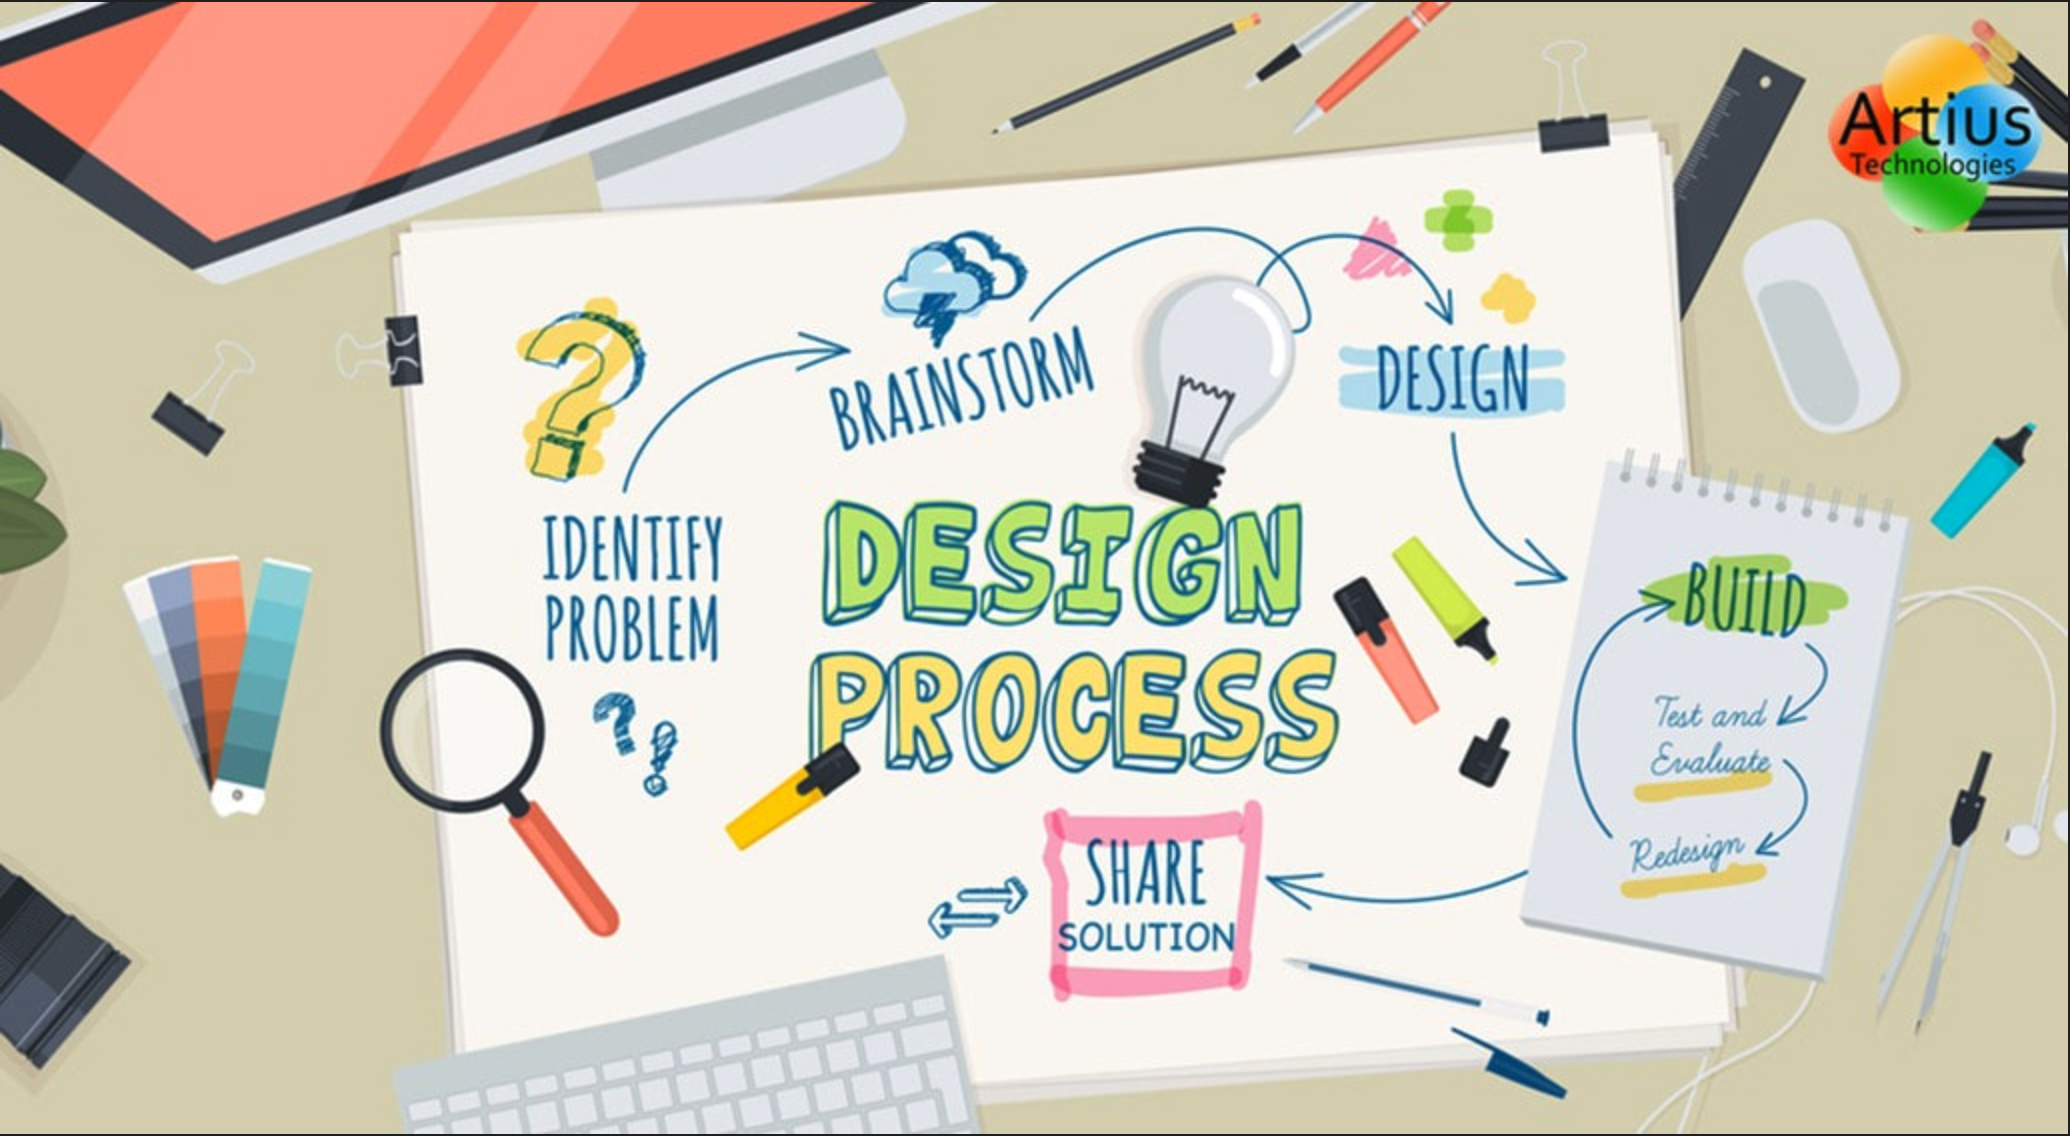 Artius
Technologies
IDENTIFY
PROBLEM
BRAINSTORM
DESIGN
DESIGN
PROCESS
BUILD
Test and
Evaluate
Redesign
SHARE
SOLUTION